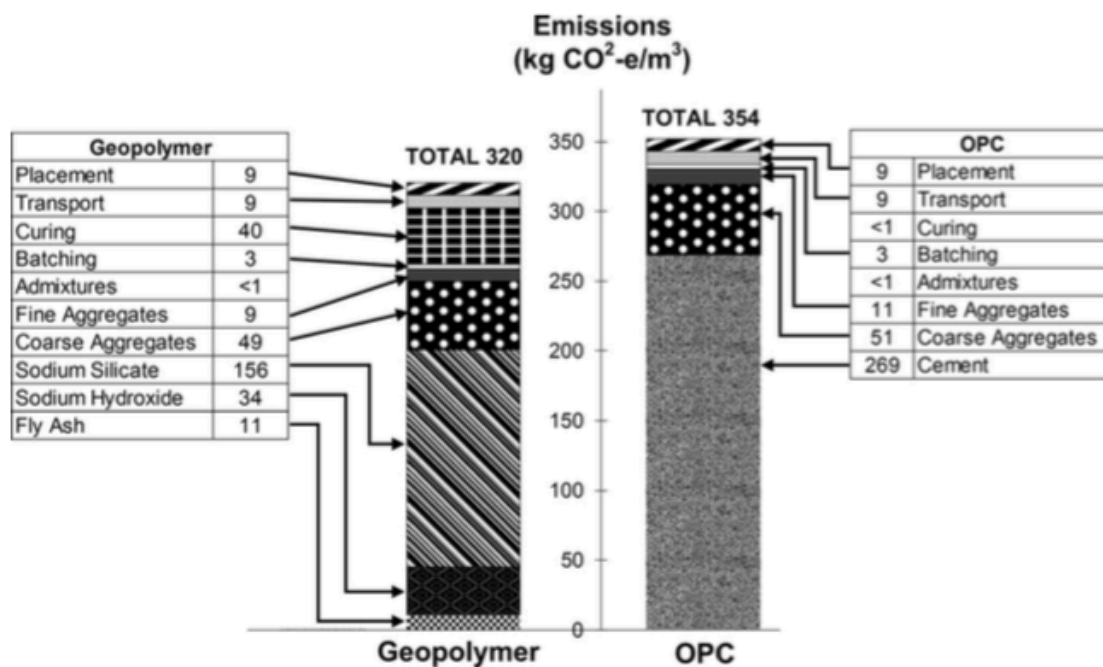 Emissions
(kg CO²-e/m³)
TOTAL 354
TOTAL 320
Geopolymer
Placement 9
Transport 9
Curing 40
Batching 3
Admixtures <1
Fine Aggregates 9
Coarse Aggregates 49
Sodium Silicate 156
Sodium Hydroxide 34
Fly Ash 11
350
300
250
200
150
100
50
0
OPC
9 Placement
9 Transport
<1 Curing
3 Batching
<1 Admixtures
11 Fine Aggregates
51 Coarse Aggregates
269 Cement
Geopolymer
OPC